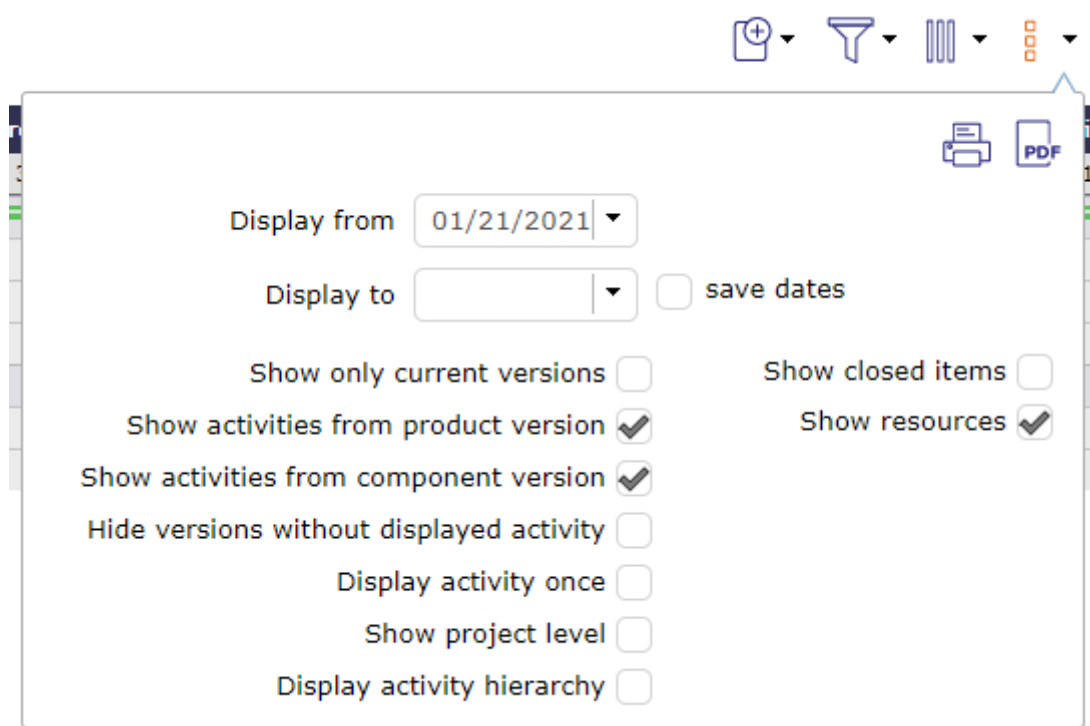 PDF
Display from 01/21/2021
Display to
save dates
Show only current versions
Show closed items
Show activities from product version
Show resources
Show activities from component version
Hide versions without displayed activity
Display activity once
Show project level
Display activity hierarchy